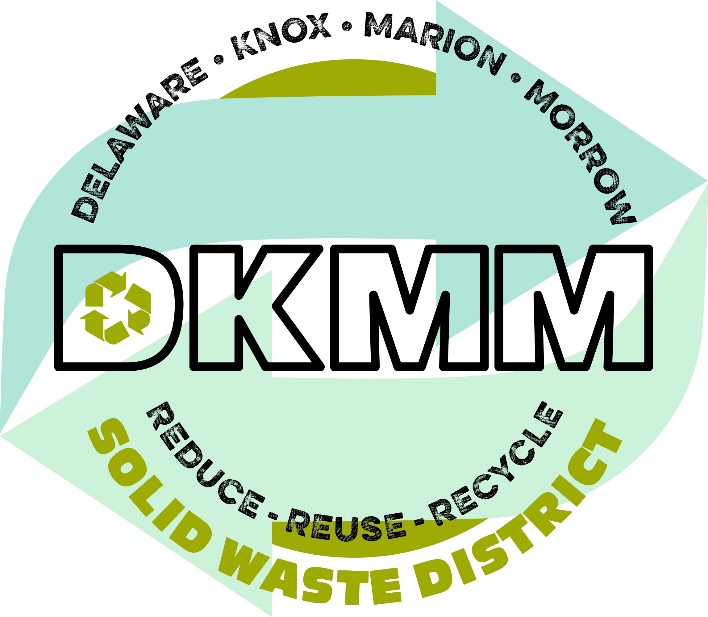 DELAWARE • KNOX • MARION • MORROW
DKMM
REDUCE - REUSE - RECYCLE
SOLID WASTE DISTRICT